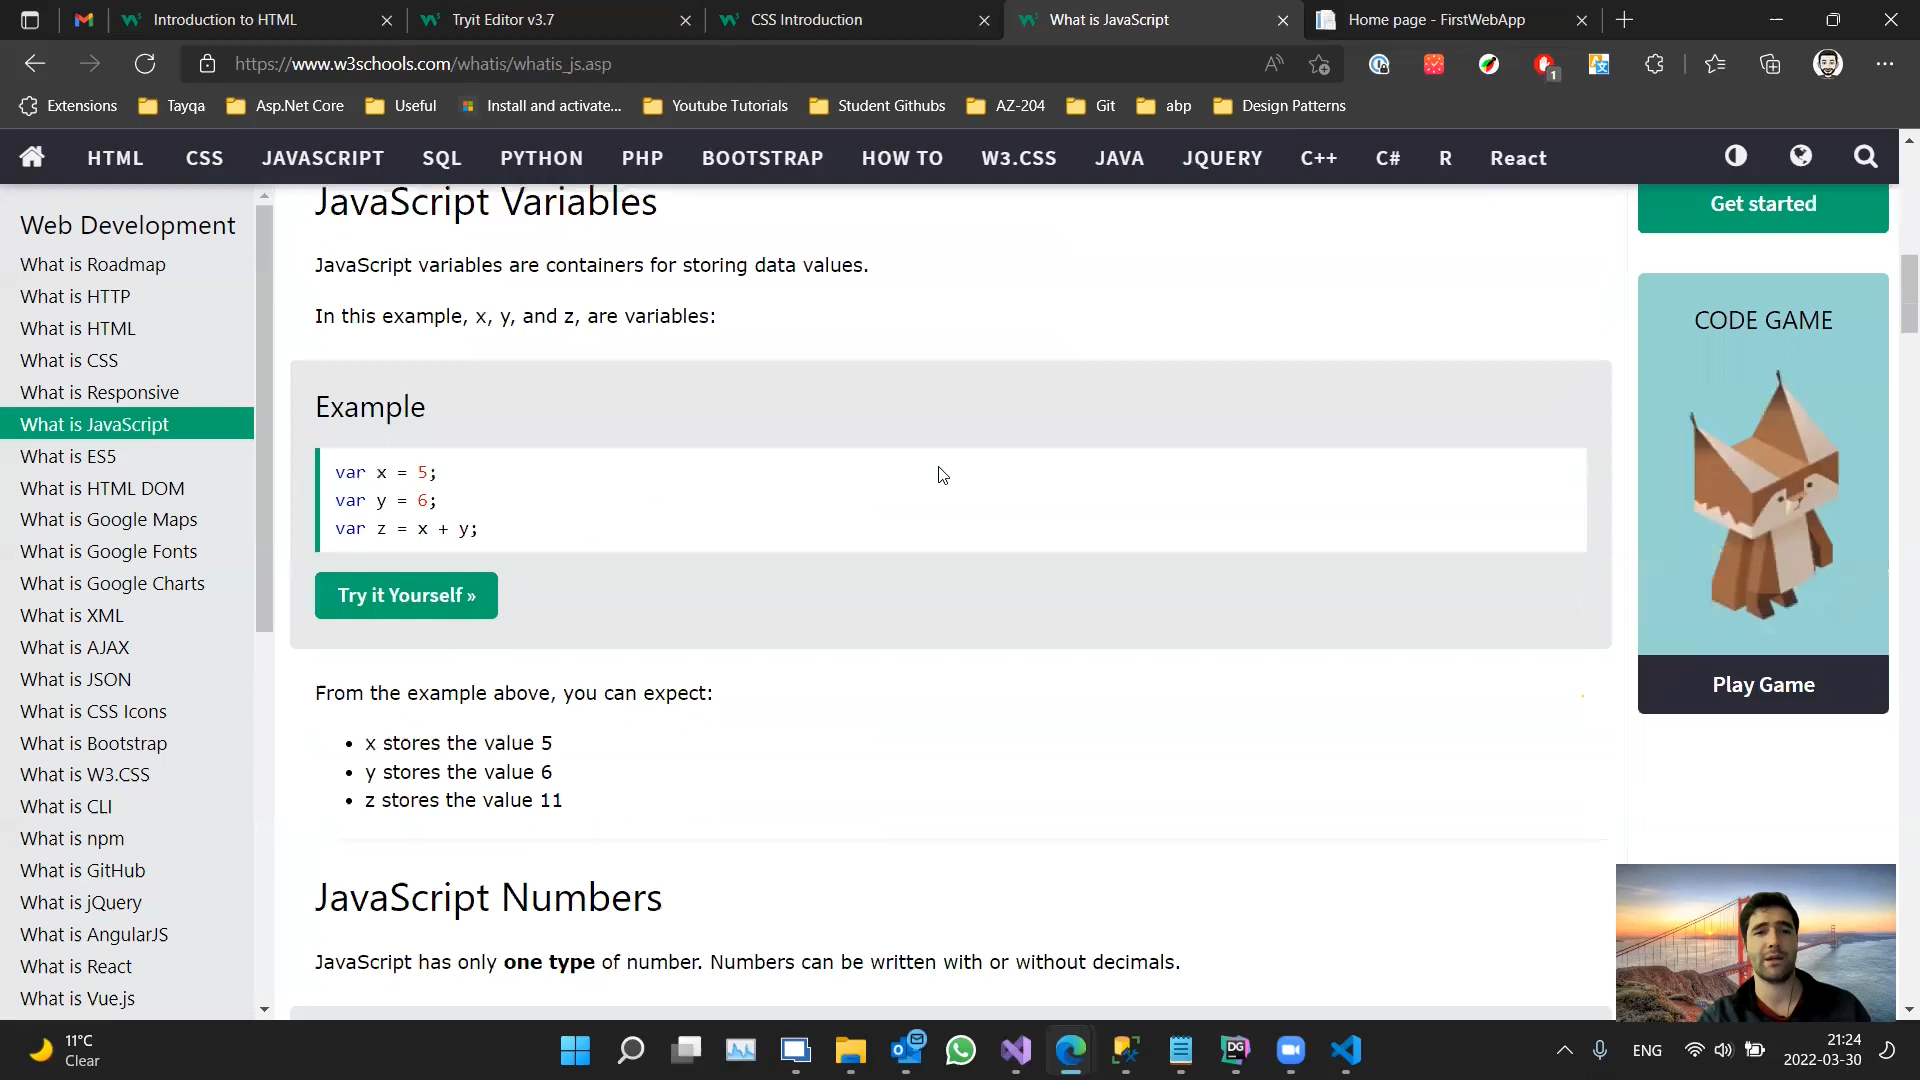 Introduction to HTML
Tryit Editor v3.7
CSS Introduction
What is JavaScript
Home page - FirstWebApp
https://www.w3schools.com/whatis/whatis_js.asp
1
Extensions
Tayqa
Asp.Net Core
Useful
Install and activate...
Youtube Tutorials
Student Githubs
AZ-204
Git
abp
Design Patterns
HTML CSS JAVASCRIPT SQL PYTHON PHP BOOTSTRAP HOW TO W3.CSS JAVA JQUERY C++ C# R React
Web Development
What is Roadmap
What is HTTP
What is HTML
What is CSS
What is Responsive
What is JavaScript
What is ES5
What is HTML DOM
What is Google Maps
What is Google Fonts
What is Google Charts
What is XML
What is AJAX
What is JSON
What is CSS Icons
What is Bootstrap
What is W3.CSS
What is CLI
What is npm
What is GitHub
What is jQuery
What is AngularJS
What is React
What is Vue.js
JavaScript Variables
JavaScript variables are containers for storing data values.
In this example, x, y, and z, are variables:
Example
var x = 5;
var y = 6;
var z = x + y;
Try it Yourself »
From the example above, you can expect:
• x stores the value 5
• y stores the value 6
• z stores the value 11
JavaScript Numbers
JavaScript has only one type of number. Numbers can be written with or without decimals.
Get started
CODE GAME
Play Game
11°C
Clear
DG
ENG
21:24
2022-03-30